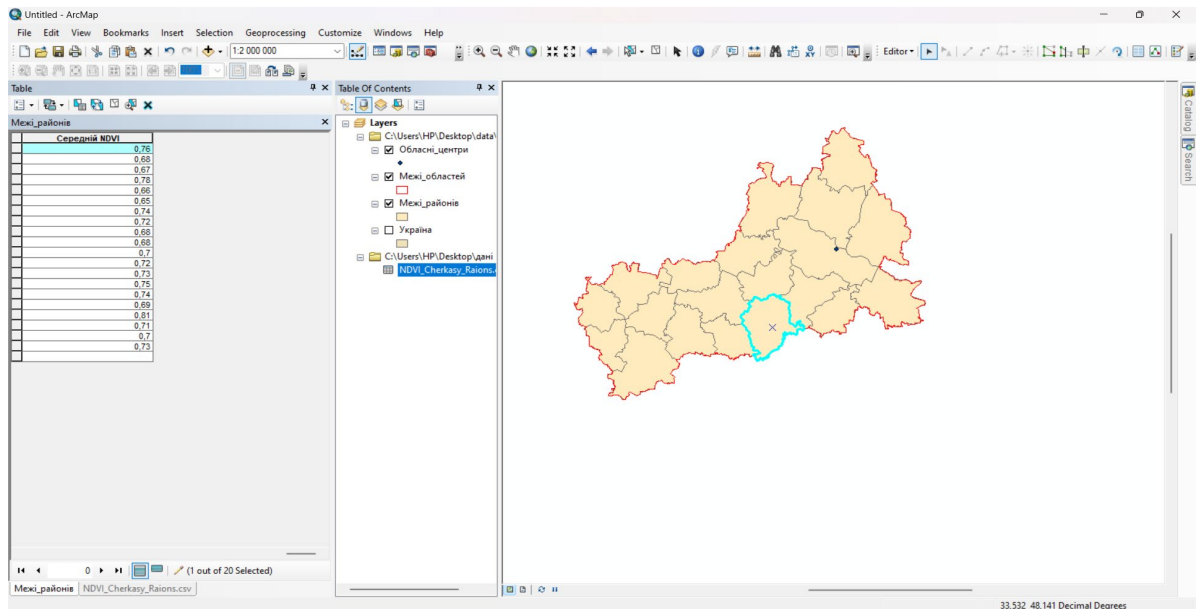 Untitled - ArcMap
File Edit View Bookmarks Insert Selection Geoprocessing Customize Windows Help
1:2 000 000
Editor
Table
Межі_районів
Середній NDVI
0,76
0,68
0,67
0,78
0,66
0,65
0,74
0,72
0,68
0,68
0,7
0,72
0,73
0,75
0,74
0,69
0,81
0,71
0,7
0,73
0
(1 out of 20 Selected)
Межі_районів NDVI_Cherkasy_Raions.csv
Table Of Contents
Layers
C:\Users\HP\Desktop\data\
Обласні_центри
Межі_областей
Межі_районів
Україна
C:\Users\HP\Desktop\дані
NDVI_Cherkasy_Raions.
Catalog
Search
33,532 48,141 Decimal Degrees